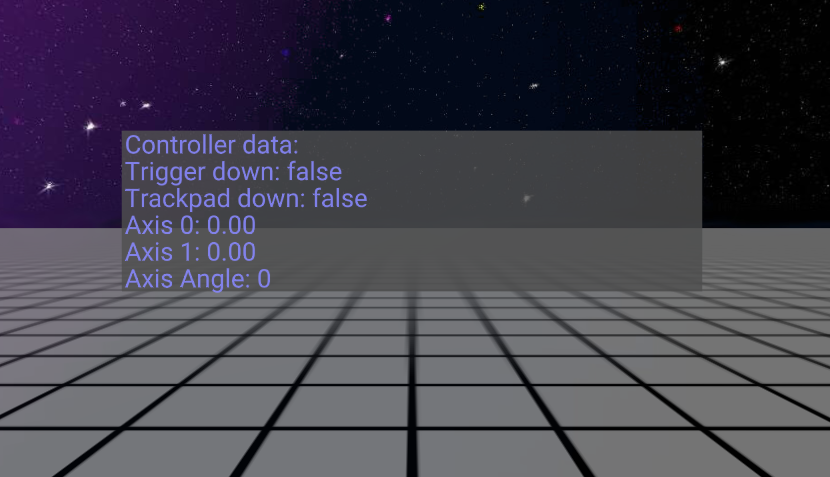 Controller data:
Trigger down: false
Trackpad down: false
Axis 0: 0.00
Axis 1: 0.00
Axis Angle: 0